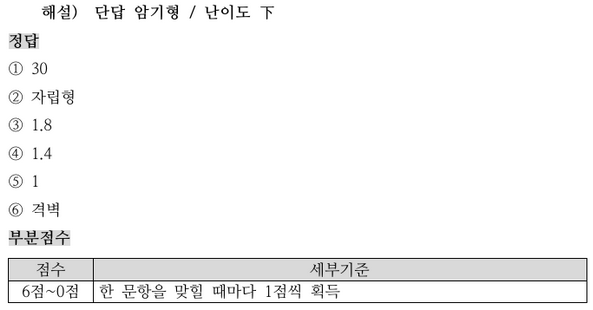 해설) 단답 암기형 / 난이도 下
정답
① 30
② 자립형
③ 1.8
④ 1.4
⑤ 1
⑥ 격벽
부분점수
점수 세부기준
6점~0점 한 문항을 맞힐 때마다 1점씩 획득